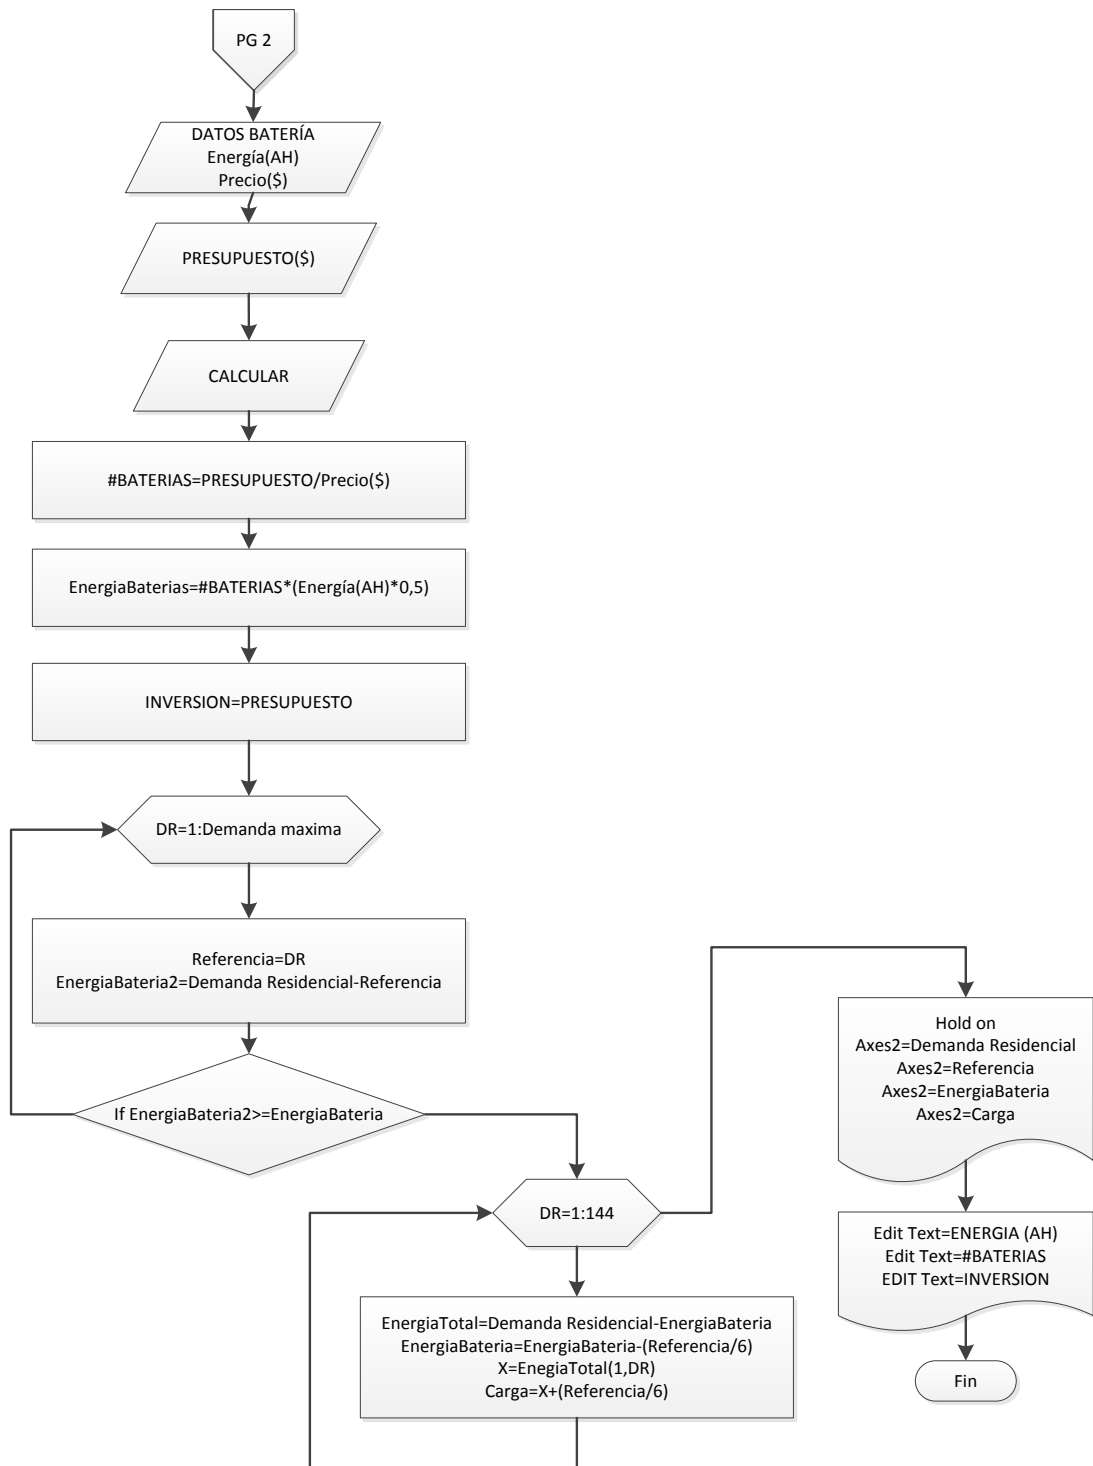 PG 2
DATOS BATERÍA
Energía(AH)
Precio($)
PRESUPUESTO($)
CALCULAR
#BATERIAS=PRESUPUESTO/Precio($)
EnergiaBaterias=#BATERIAS*(Energía(AH)*0,5)
INVERSION=PRESUPUESTO
DR=1:Demanda maxima
Referencia=DR
EnergiaBateria2=Demanda Residencial-Referencia
If EnergiaBateria2>=EnergiaBateria
DR=1:144
EnergiaTotal=Demanda Residencial-EnergiaBateria
EnergiaBateria=EnergiaBateria-(Referencia/6)
X=EnegiaTotal(1,DR)
Carga=X+(Referencia/6)
Hold on
Axes2=Demanda Residencial
Axes2=Referencia
Axes2=EnergiaBateria
Axes2=Carga
Edit Text=ENERGIA (AH)
Edit Text=#BATERIAS
EDIT Text=INVERSION
Fin